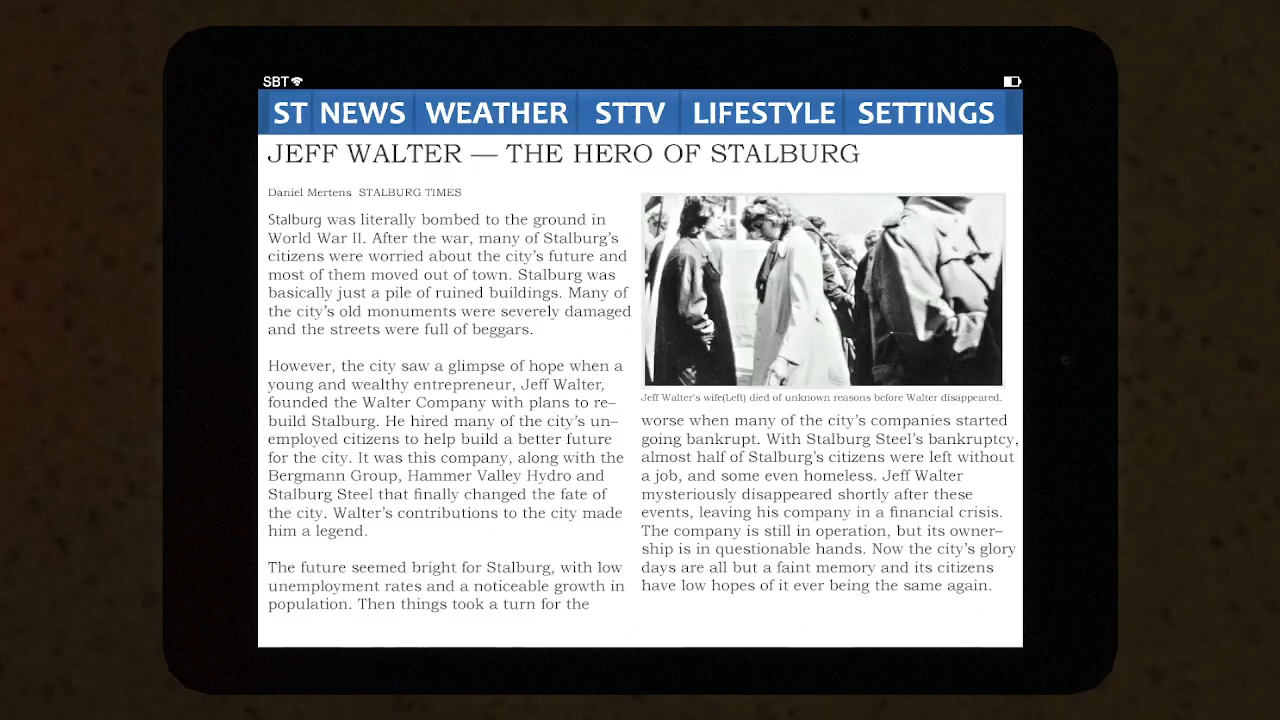 SBT
ST NEWS WEATHER STTV LIFESTYLE SETTINGS
JEFF WALTER — THE HERO OF STALBURG
Daniel Mertens STALBURG TIMES
Stalburg was literally bombed to the ground in
World War II. After the war, many of Stalburg's
citizens were worried about the city's future and
most of them moved out of town. Stalburg was
basically just a pile of ruined buildings. Many of
the city's old monuments were severely damaged
and the streets were full of beggars.
However, the city saw a glimpse of hope when a
young and wealthy entrepreneur, Jeff Walter,
founded the Walter Company with plans to re–
build Stalburg. He hired many of the city's un–
employed citizens to help build a better future
for the city. It was this company, along with the
Bergmann Group, Hammer Valley Hydro and
Stalburg Steel that finally changed the fate of
the city. Walter's contributions to the city made
him a legend.
The future seemed bright for Stalburg, with low
unemployment rates and a noticeable growth in
population. Then things took a turn for the
Jeff Walter's wife(Left) died of unknown reasons before Walter disappeared.
worse when many of the city's companies started
going bankrupt. With Stalburg Steel's bankruptcy,
almost half of Stalburg's citizens were left without
a job, and some even homeless. Jeff Walter
mysteriously disappeared shortly after these
events, leaving his company in a financial crisis.
The company is still in operation, but its owner–
ship is in questionable hands. Now the city's glory
days are all but a faint memory and its citizens
have low hopes of it ever being the same again.